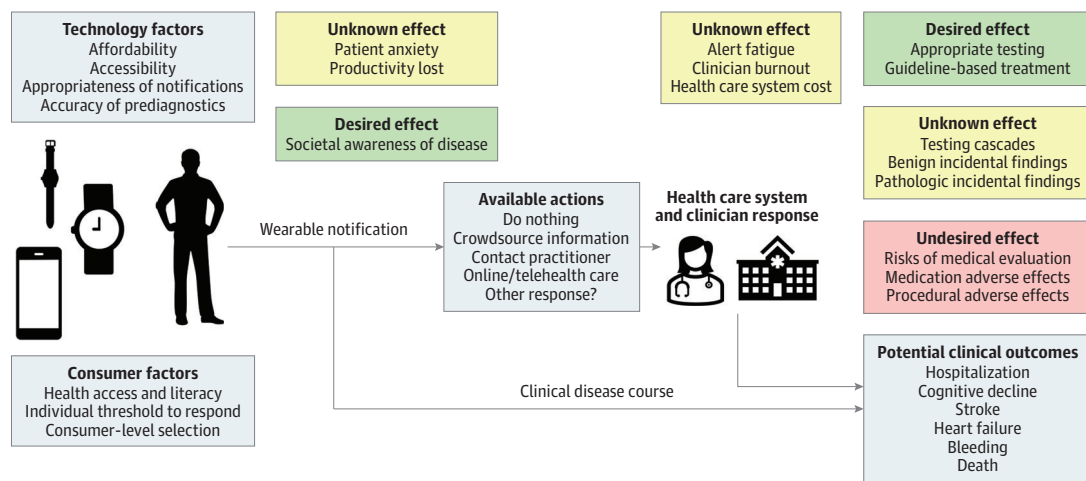 Technology factors
Affordability
Accessibility
Appropriateness of notifications
Accuracy of prediagnostics
Unknown effect
Patient anxiety
Productivity lost
Desired effect
Societal awareness of disease
Unknown effect
Alert fatigue
Clinician burnout
Health care system cost
Desired effect
Appropriate testing
Guideline-based treatment
Unknown effect
Testing cascades
Benign incidental findings
Pathologic incidental findings
Wearable notification
Available actions
Do nothing
Crowdsource information
Contact practitioner
Online/telehealth care
Other response?
Health care system
and clinician response
Undesired effect
Risks of medical evaluation
Medication adverse effects
Procedural adverse effects
Consumer factors
Health access and literacy
Individual threshold to respond
Consumer-level selection
Clinical disease course
Potential clinical outcomes
Hospitalization
Cognitive decline
Stroke
Heart failure
Bleeding
Death